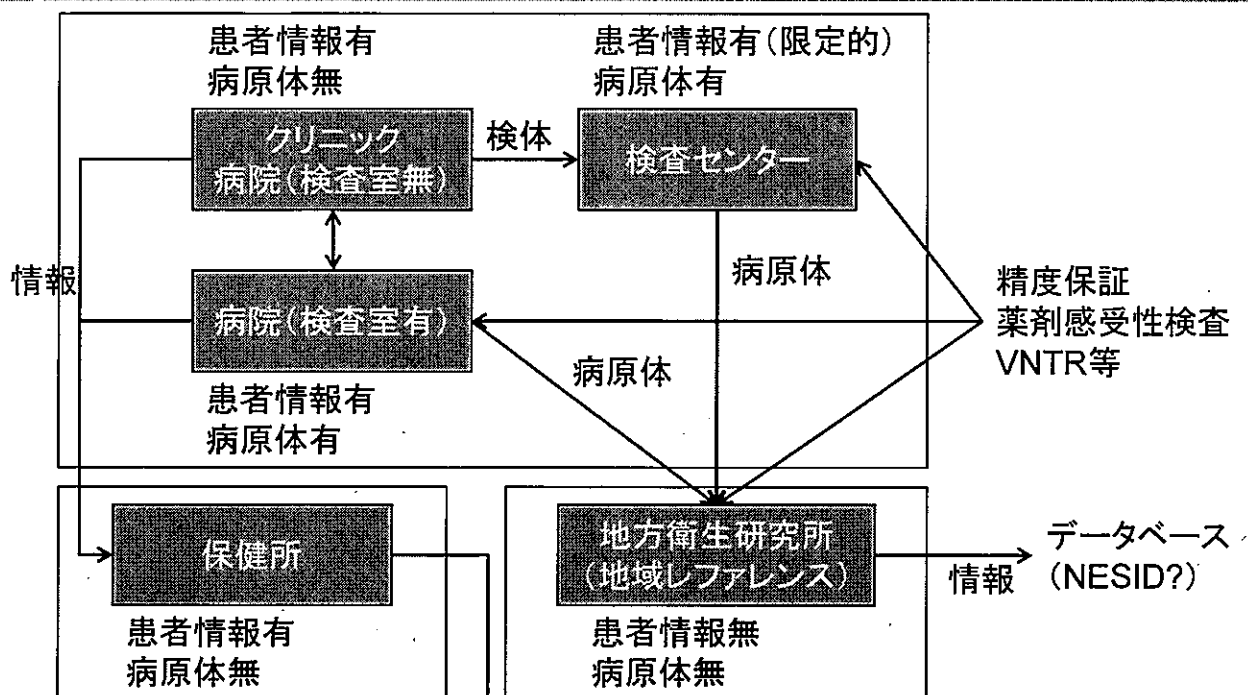 患者情報有
病原体無
患者情報有(限定的)
病原体有
クリニック
病院(検査室無)
検体
検査センター
情報
病原体
病院(検査室有)
病原体
精度保証
薬剤感受性検査
VNTR等
患者情報有
病原体有
保健所
地方衛生研究所
(地域レファレンス)
情報
データベース
(NESID?)
患者情報有
病原体無
患者情報無
病原体無